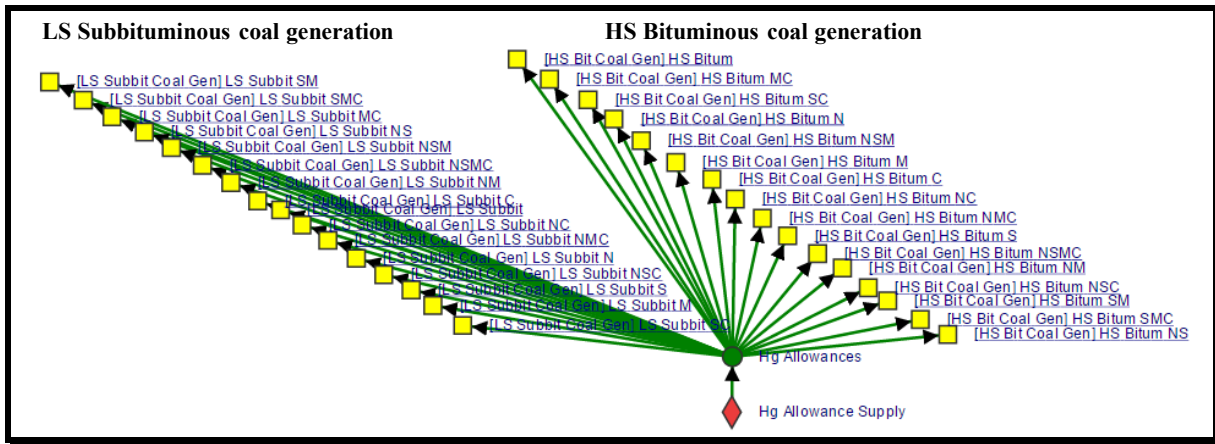 LS Subbituminous coal generation
[LS Subbit Coal Gen] LS Subbit SM
[LS Subbit Coal Gen] LS Subbit SMC
[LS Subbit Coal Gen] LS Subbit MC
[LS Subbit Coal Gen] LS Subbit NS
[LS Subbit Coal Gen] LS Subbit NSM
[LS Subbit Coal Gen] LS Subbit NSMC
[LS Subbit Coal Gen] LS Subbit NM
[LS Subbit Coal Gen] LS Subbit C
[LS Subbit Coal Gen] LS Subbit
[LS Subbit Coal Gen] LS Subbit NC
[LS Subbit Coal Gen] LS Subbit NMC
[LS Subbit Coal Gen] LS Subbit N
[LS Subbit Coal Gen] LS Subbit NSC
[LS Subbit Coal Gen] LS Subbit S
[LS Subbit Coal Gen] LS Subbit M
[LS Subbit Coal Gen] LS Subbit SC
HS Bituminous coal generation
[HS Bit Coal Gen] HS Bitum
[HS Bit Coal Gen] HS Bitum MC
[HS Bit Coal Gen] HS Bitum SC
[HS Bit Coal Gen] HS Bitum N
[HS Bit Coal Gen] HS Bitum NSM
[HS Bit Coal Gen] HS Bitum M
[HS Bit Coal Gen] HS Bitum C
[HS Bit Coal Gen] HS Bitum NC
[HS Bit Coal Gen] HS Bitum NMC
[HS Bit Coal Gen] HS Bitum S
[HS Bit Coal Gen] HS Bitum NSMC
[HS Bit Coal Gen] HS Bitum NM
[HS Bit Coal Gen] HS Bitum NSC
[HS Bit Coal Gen] HS Bitum SM
[HS Bit Coal Gen] HS Bitum SMC
[HS Bit Coal Gen] HS Bitum NS
Hg Allowances
Hg Allowance Supply